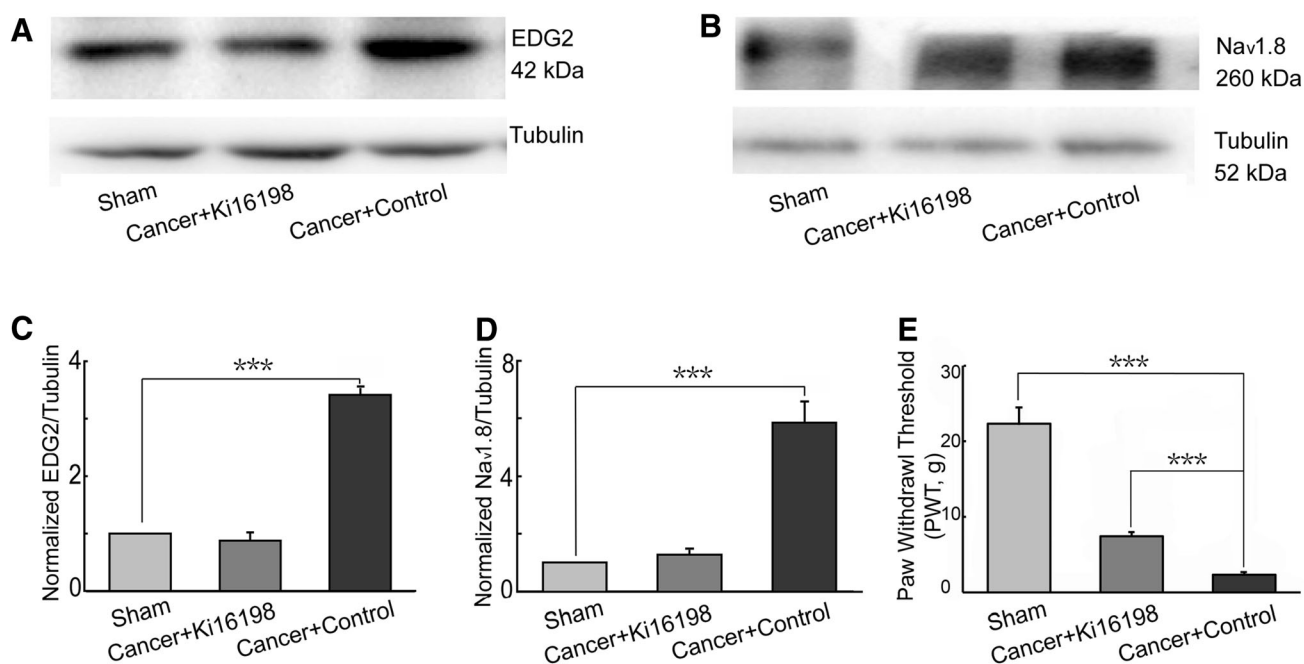 A
EDG2
42 kDa
Tubulin
Sham
Cancer+Ki16198
Cancer+Control
B
Nav1.8
260 kDa
Tubulin
52 kDa
Sham
Cancer+Ki16198
Cancer+Control
C
Normalized EDG2/Tubulin
4
2
0
***
Sham
Cancer+Ki16198
Cancer+Control
D
Normalized Nav1.8/Tubulin
8
4
0
***
Sham
Cancer+Ki16198
Cancer+Control
E
Paw Withdrawl Threshold
(PWT, g)
30
20
10
0
***
***
Sham
Cancer+Ki16198
Cancer+Control